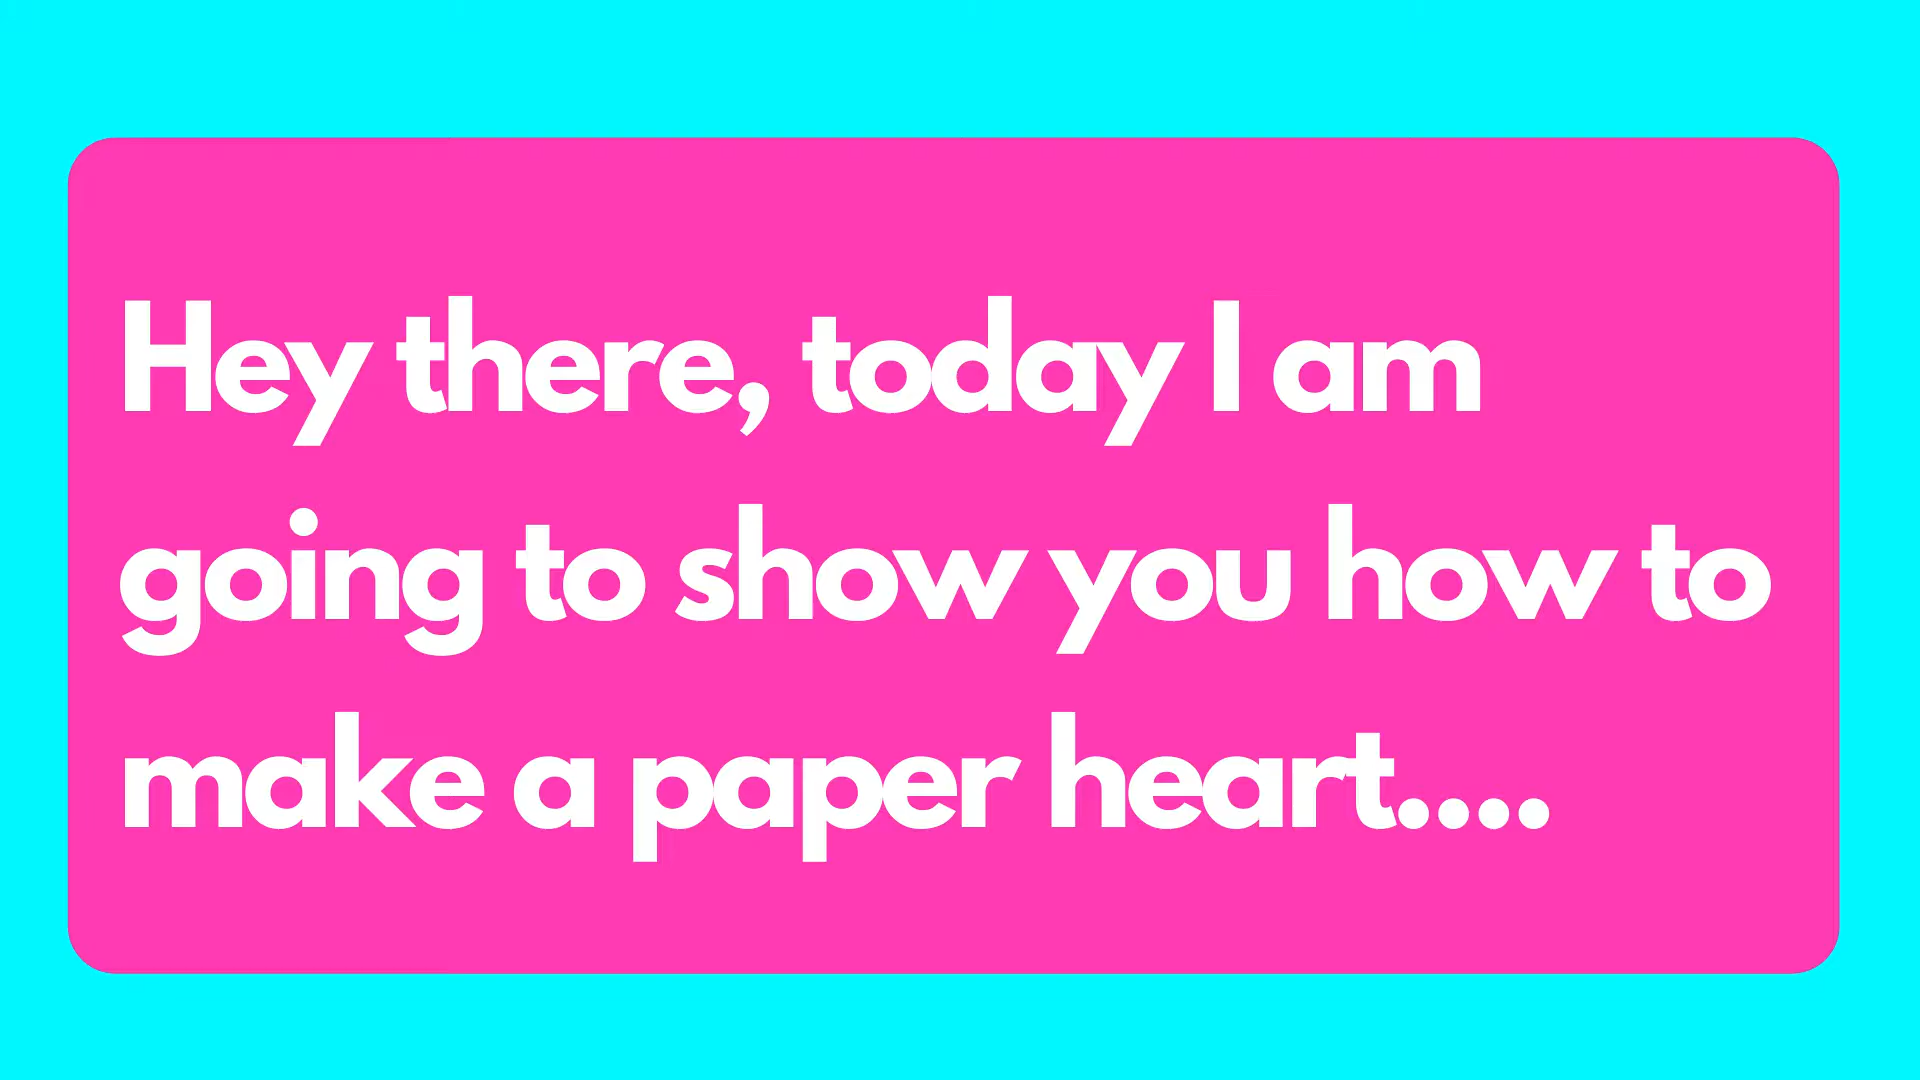 Hey there, today I am
going to show you how to
make a paper heart....